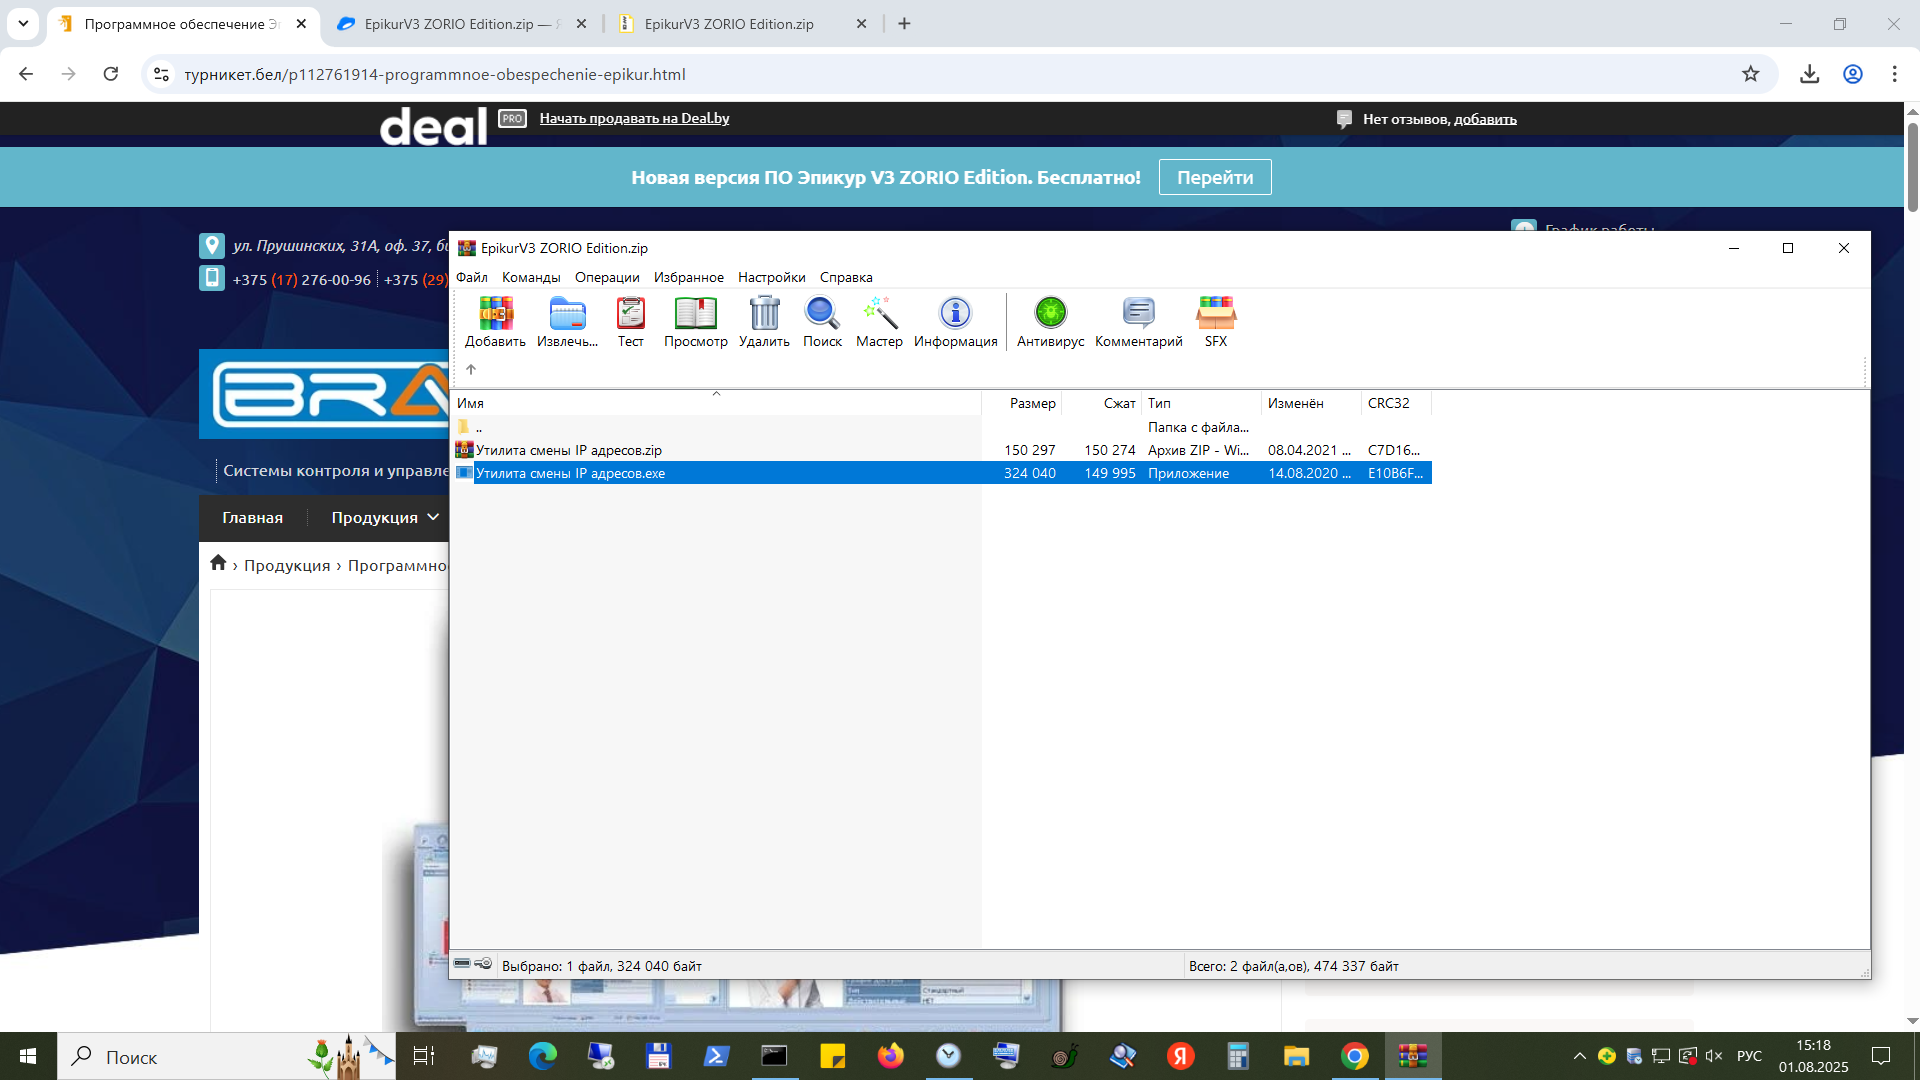 Программное обеспечение Э
EpikurV3 ZORIO Edition.zip —
EpikurV3 ZORIO Edition.zip
турникет.бел/p112761914-programmnoe-obespechenie-epikur.html
deal
PRO
Начать продавать на Deal.by
Нет отзывов, добавить
Новая версия ПО Эпикур V3 ZORIO Edition. Бесплатно!
Перейти
ул. Прушинских, 31А, оф. 37,
График работы
+375 (17) 276-00-96
+375 (29)
BRA
Системы контроля и управле
Главная
Продукция
› Продукция › Программно
EpikurV3 ZORIO Edition.zip
Файл Команды Операции Избранное Настройки Справка
Добавить Извлечь... Тест Просмотр Удалить Поиск Мастер Информация Антивирус Комментарий SFX
Имя Размер Сжат Тип Изменён CRC32
.. Папка с файла...
Утилита смены IP адресов.zip 150 297 150 274 Архив ZIP - Wi... 08.04.2021 ... C7D16...
Утилита смены IP адресов.exe 324 040 149 995 Приложение 14.08.2020 ... E10B6F...
Выбрано: 1 файл, 324 040 байт
Всего: 2 файл(а,ов), 474 337 байт
Поиск
РУС
15:18
01.08.2025